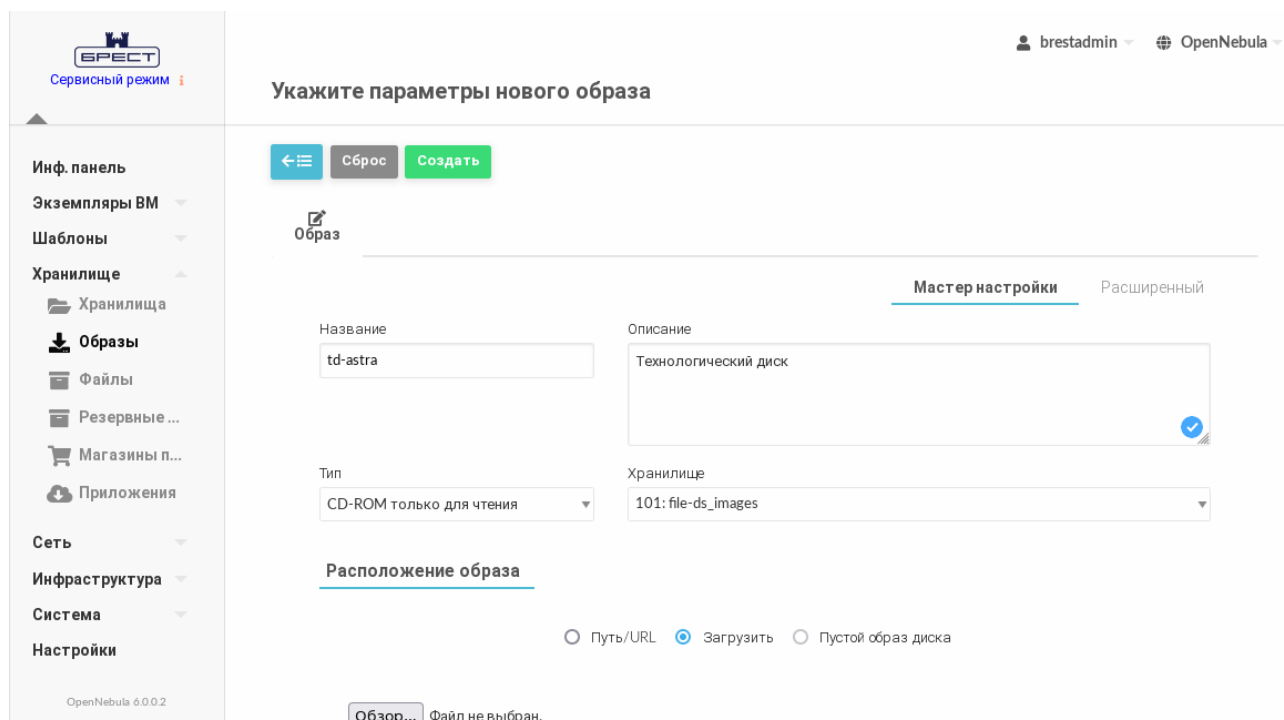 БРЕСТ
Сервисный режим i
brestadmin
OpenNebula
Укажите параметры нового образа
Инф. панель
Экземпляры ВМ
Шаблоны
Хранилище
Хранилища
Образы
Файлы
Резервные ...
Магазины п...
Приложения
Сеть
Инфраструктура
Система
Настройки
OpenNebula 6.0.0.2
Сброс
Создать
Образ
Мастер настройки
Расширенный
Название
Описание
td-astra
Технологический диск
Тип
Хранилище
CD-ROM только для чтения
101: file-ds_images
Расположение образа
Путь/URL
Загрузить
Пустой образ диска
Обзор...
Файл не выбран.